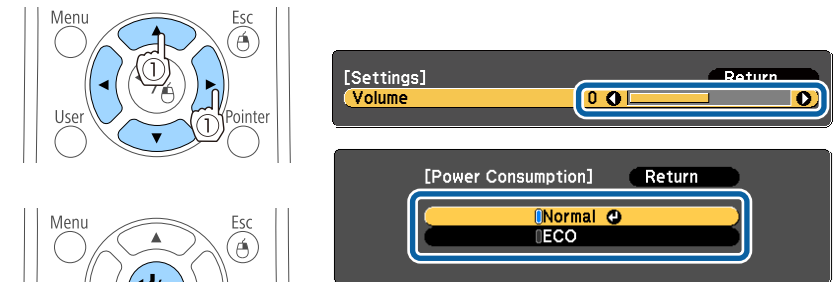 Menu
Esc
①
User
①
Pointer
[Settings]
Return
Volume 0
[Power Consumption] Return
Normal
ECO
Menu
Esc